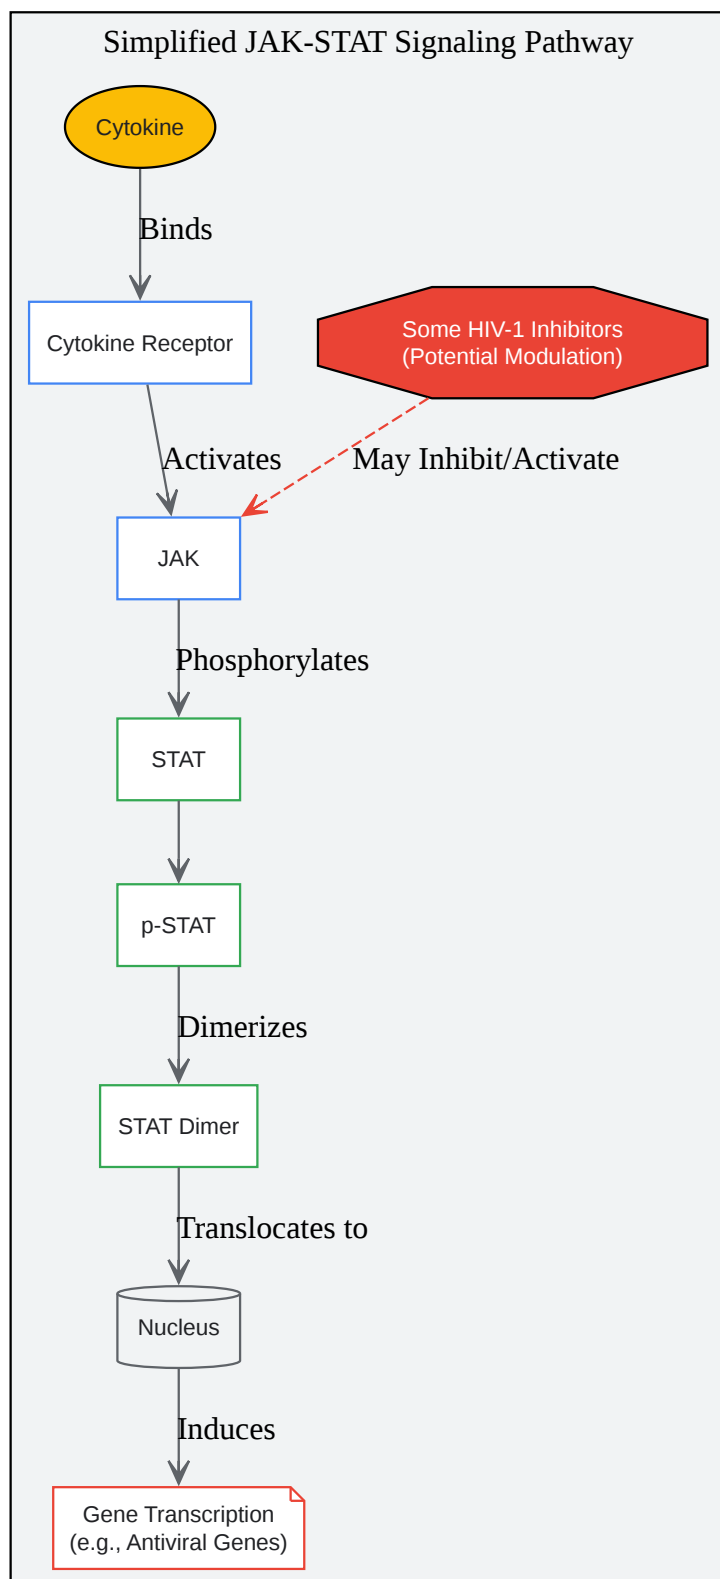 Simplified JAK-STAT Signaling Pathway
Cytokine
Binds
Cytokine Receptor
Some HIV-1 Inhibitors
(Potential Modulation)
Activates
May Inhibit/Activate
JAK
Phosphorylates
STAT
p-STAT
Dimerizes
STAT Dimer
Translocates to
Nucleus
Induces
Gene Transcription
(e.g., Antiviral Genes)